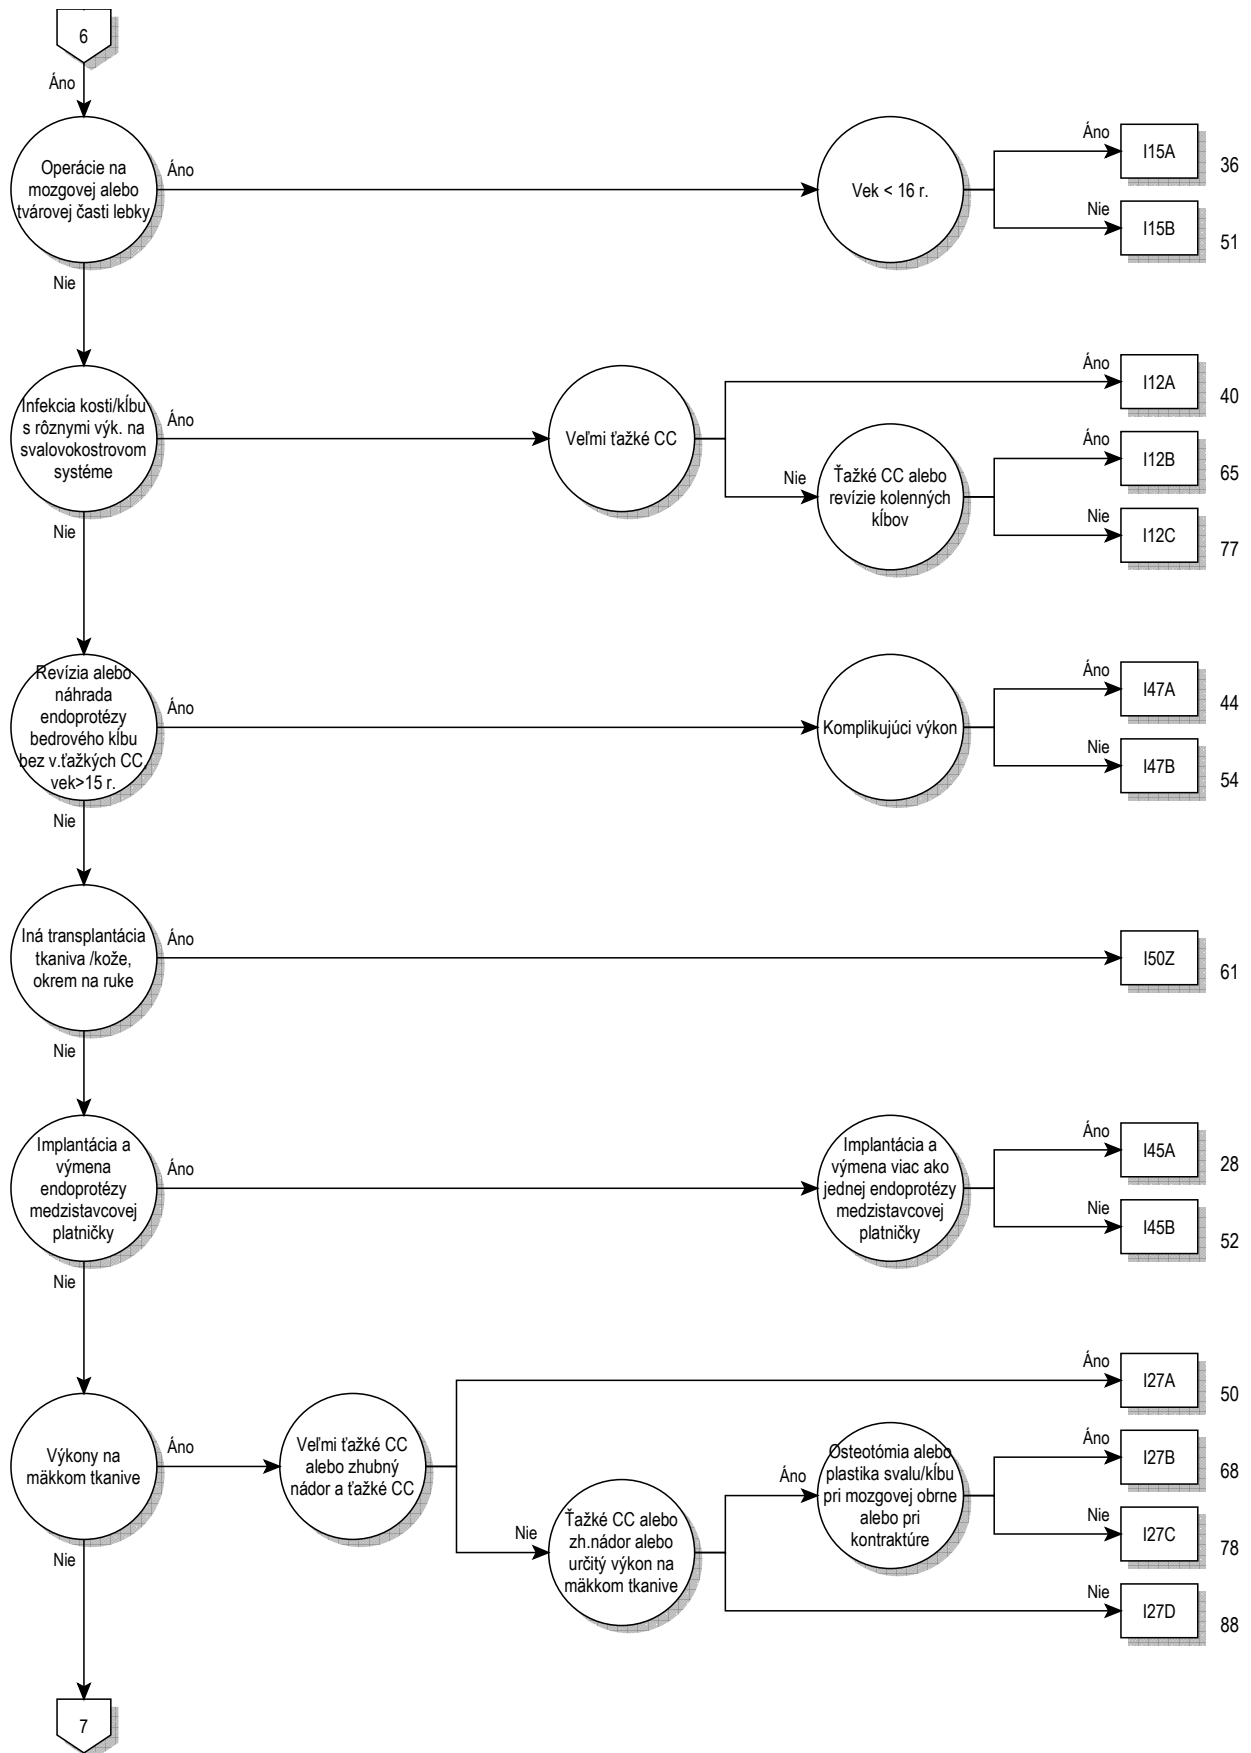 6
Áno
Operácie na
mozgovej alebo
tvárovej časti lebky
Áno
Vek < 16 r.
Áno
I15A
36
Nie
I15B
51
Nie
Infekcia kosti/kĺbu
s rôznymi výk. na
svalovokostrovom
systéme
Áno
Veľmi ťažké CC
Áno
I12A
40
Nie
Ťažké CC alebo
revízie kolenných
kĺbov
Áno
I12B
65
Nie
I12C
77
Nie
Revízia alebo
náhrada
endoprotézy
bedrového kĺbu
bez v.ťažkých CC,
vek>15 r.
Áno
Komplikujúci výkon
Áno
I47A
44
Nie
I47B
54
Nie
Iná transplantácia
tkaniva /kože,
okrem na ruke
Áno
I50Z
61
Nie
Implantácia a
výmena
endoprotézy
medzistavcovej
platničky
Áno
Implantácia a
výmena viac ako
jednej endoprotézy
medzistavcovej
platničky
Áno
I45A
28
Nie
I45B
52
Nie
Výkony na
mäkkom tkanive
Áno
Veľmi ťažké CC
alebo zhubný
nádor a ťažké CC
Áno
I27A
50
Nie
Ťažké CC alebo
zh.nádor alebo
určitý výkon na
mäkkom tkanive
Áno
Osteotómia alebo
plastika svalu/kĺbu
pri mozgovej obrne
alebo pri
kontraktúre
Áno
I27B
68
Nie
I27C
78
Nie
I27D
88
Nie
7